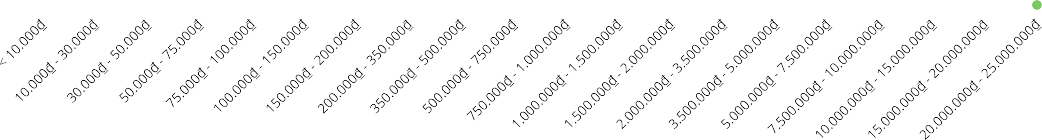 < 10.000₫
10.000₫ - 30.000₫
30.000₫ - 50.000₫
50.000₫ - 75.000₫
75.000₫ - 100.000₫
100.000₫ - 150.000₫
150.000₫ - 200.000₫
200.000₫ - 350.000₫
350.000₫ - 500.000₫
500.000₫ - 750.000₫
750.000₫ - 1.000.000₫
1.000.000₫ - 1.500.000₫
1.500.000₫ - 2.000.000₫
2.000.000₫ - 3.500.000₫
3.500.000₫ - 5.000.000₫
5.000.000₫ - 7.500.000₫
7.500.000₫ - 10.000.000₫
10.000.000₫ - 15.000.000₫
15.000.000₫ - 20.000.000₫
20.000.000₫ - 25.000.000₫